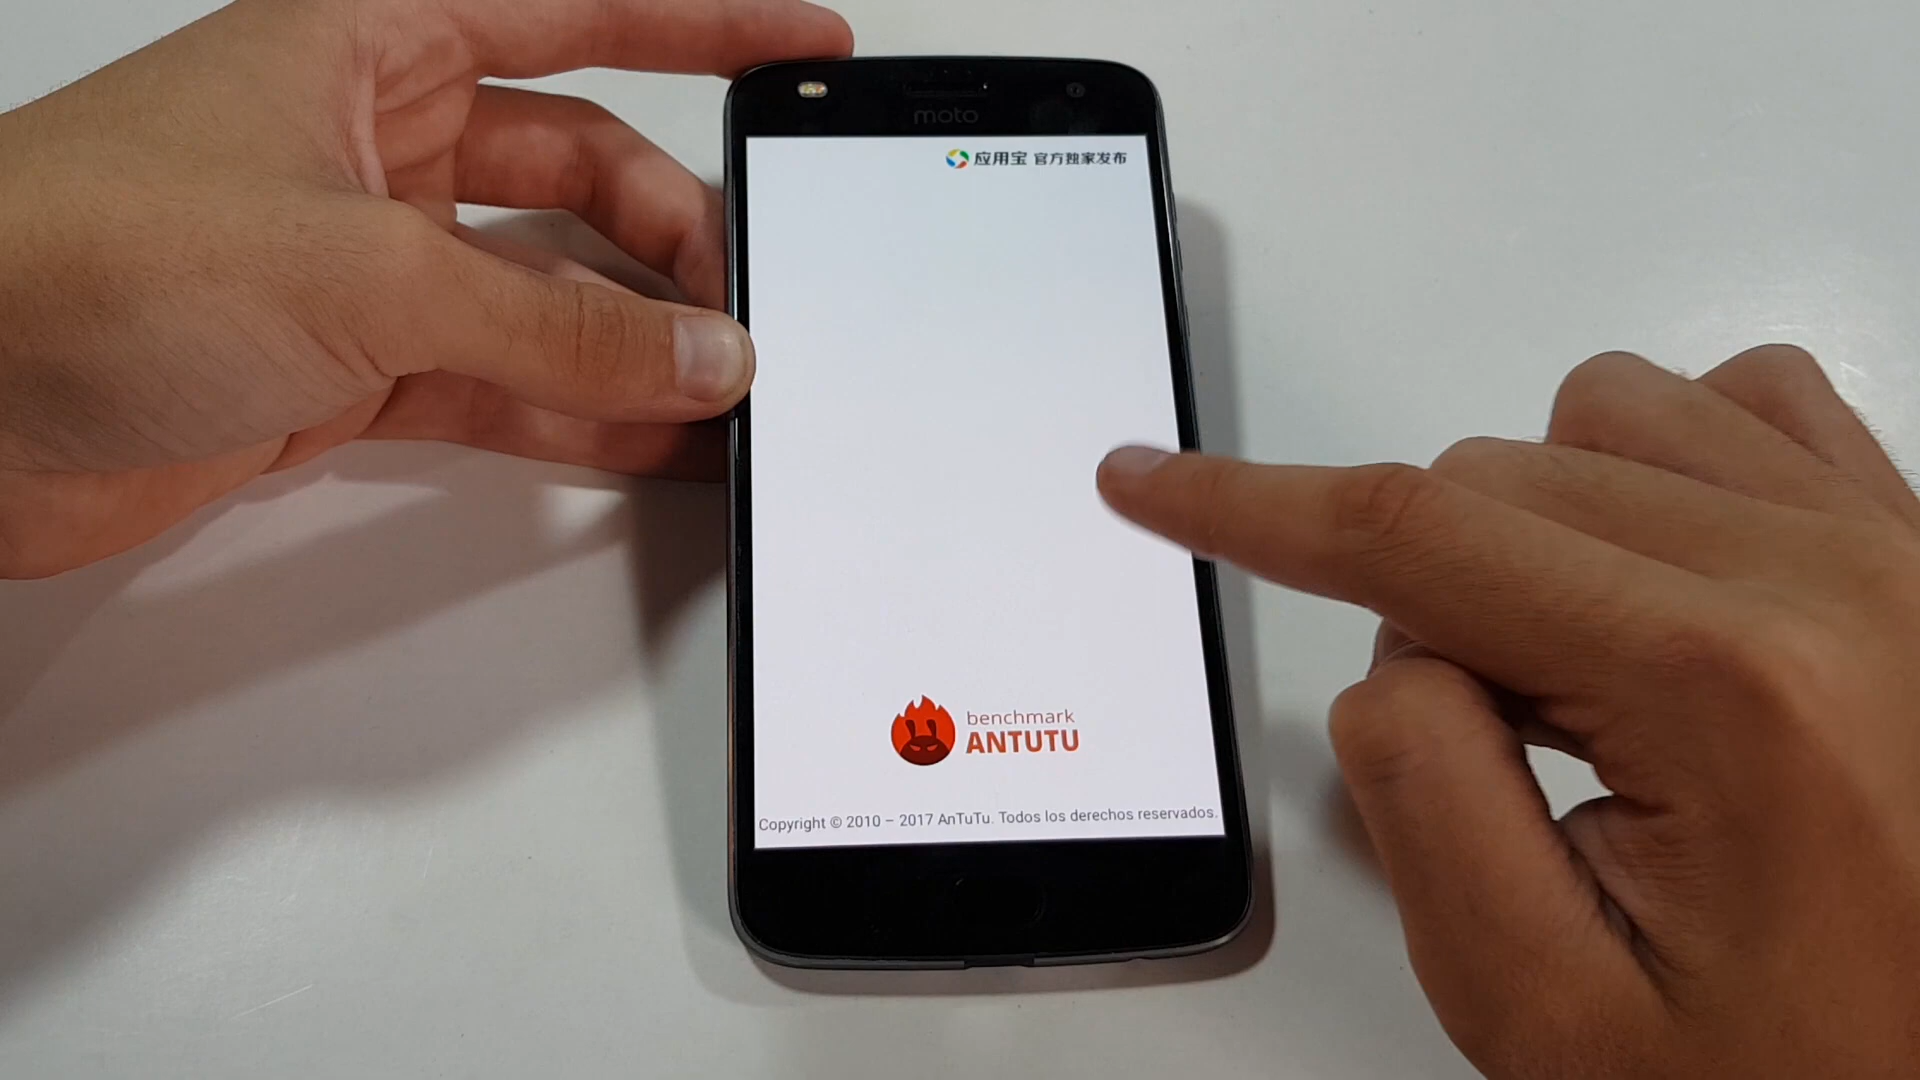 moto
应用宝 官方独家发布
benchmark
ANTUTU
Copyright © 2010 – 2017 AnTuTu. Todos los derechos reservados.